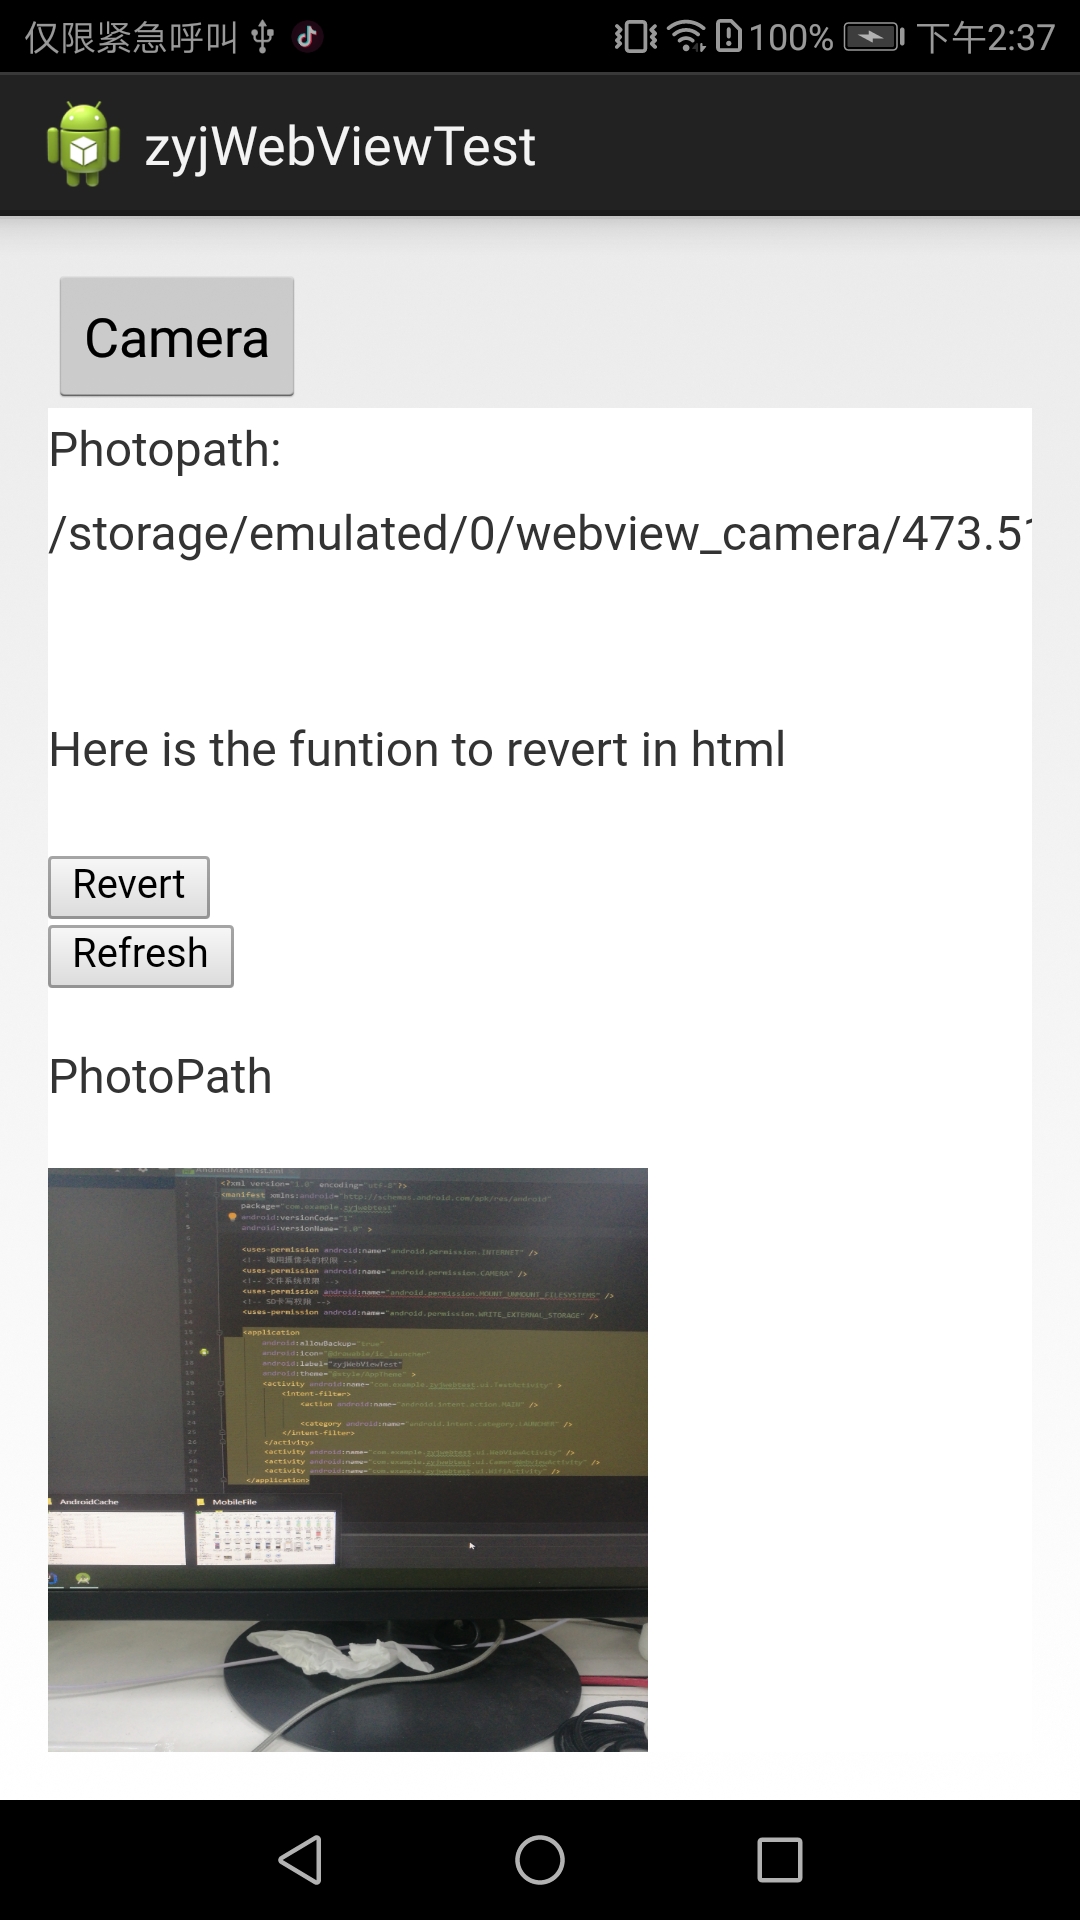 仅限紧急呼叫 100% 下午2:37
zyjWebViewTest
Camera
Photopath:
/storage/emulated/0/webview_camera/473.51
Here is the funtion to revert in html
Revert
Refresh
PhotoPath
AndroidManifest.xml
<?xml version="1.0" encoding="utf-8"?>
<manifest xmlns:android="http://schemas.android.com/apk/res/android"
package="com.example.zyjwebtest"
android:versionCode="1"
android:versionName="1.0" >
<uses-permission android:name="android.permission.INTERNET" />
<!-- 调用摄像头的权限 -->
<uses-permission android:name="android.permission.CAMERA" />
<!-- 文件系统权限 -->
<uses-permission android:name="android.permission.MOUNT_UNMOUNT_FILESYSTEMS" />
<!-- SD卡写权限 -->
<uses-permission android:name="android.permission.WRITE_EXTERNAL_STORAGE" />
<application
android:allowBackup="true"
android:icon="@drawable/ic_launcher"
android:label="zyjWebViewTest"
android:theme="@style/AppTheme" >
<activity android:name="com.example.zyjwebtest.ui.TestActivity" >
<intent-filter>
<action android:name="android.intent.action.MAIN" />
<category android:name="android.intent.category.LAUNCHER" />
</intent-filter>
</activity>
<activity android:name="com.example.zyjwebtest.ui.WebViewActivity" />
<activity android:name="com.example.zyjwebtest.ui.CameraWebviewActivity" />
<activity android:name="com.example.zyjwebtest.ui.WifiActivity" />
</application>
AndroidCache MobileFile